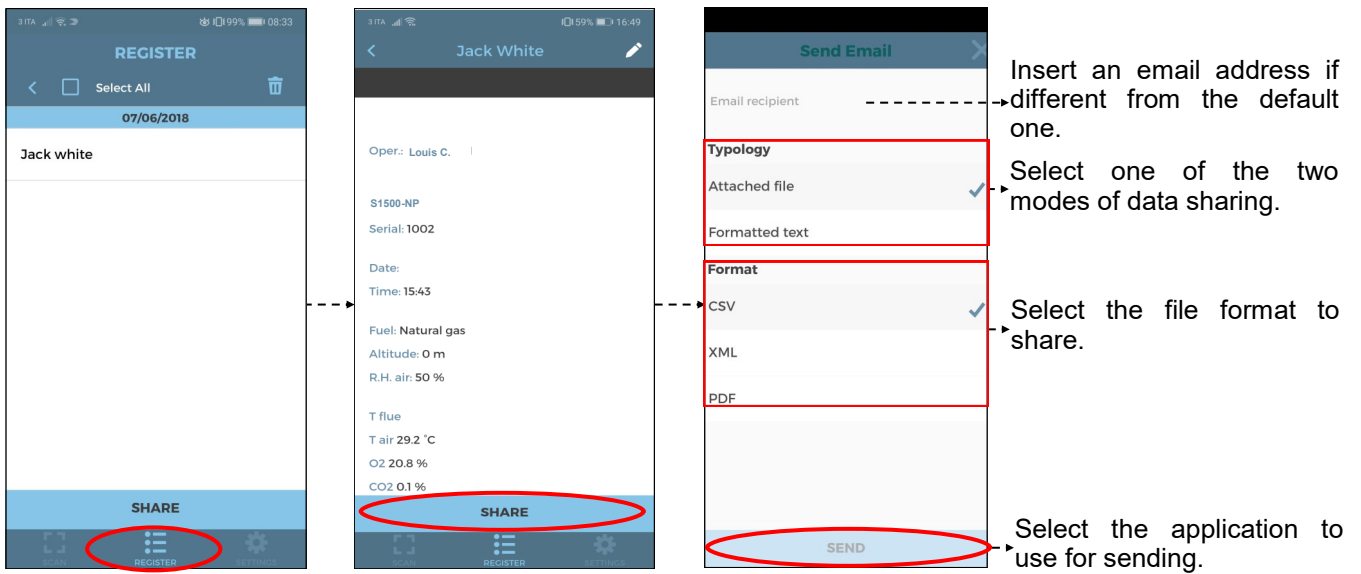 3 ITA 99% 08:33
REGISTER
Select All
07/06/2018
Jack white
SHARE
SCAN REGISTER SETTINGS
3 ITA 59% 16:49
Jack White
Oper.: Louis C.
S1500-NP
Serial: 1002
Date:
Time: 15:43
Fuel: Natural gas
Altitude: 0 m
R.H. air: 50 %
T flue
T air 29.2 °C
O2 20.8 %
CO2 0.1 %
SHARE
SCAN REGISTER SETTINGS
Send Email
Email recipient
Typology
Attached file
Formatted text
Format
CSV
XML
PDF
SEND
Insert an email address if
different from the default
one.
Select one of the two
modes of data sharing.
Select the file format to
share.
Select the application to
use for sending.